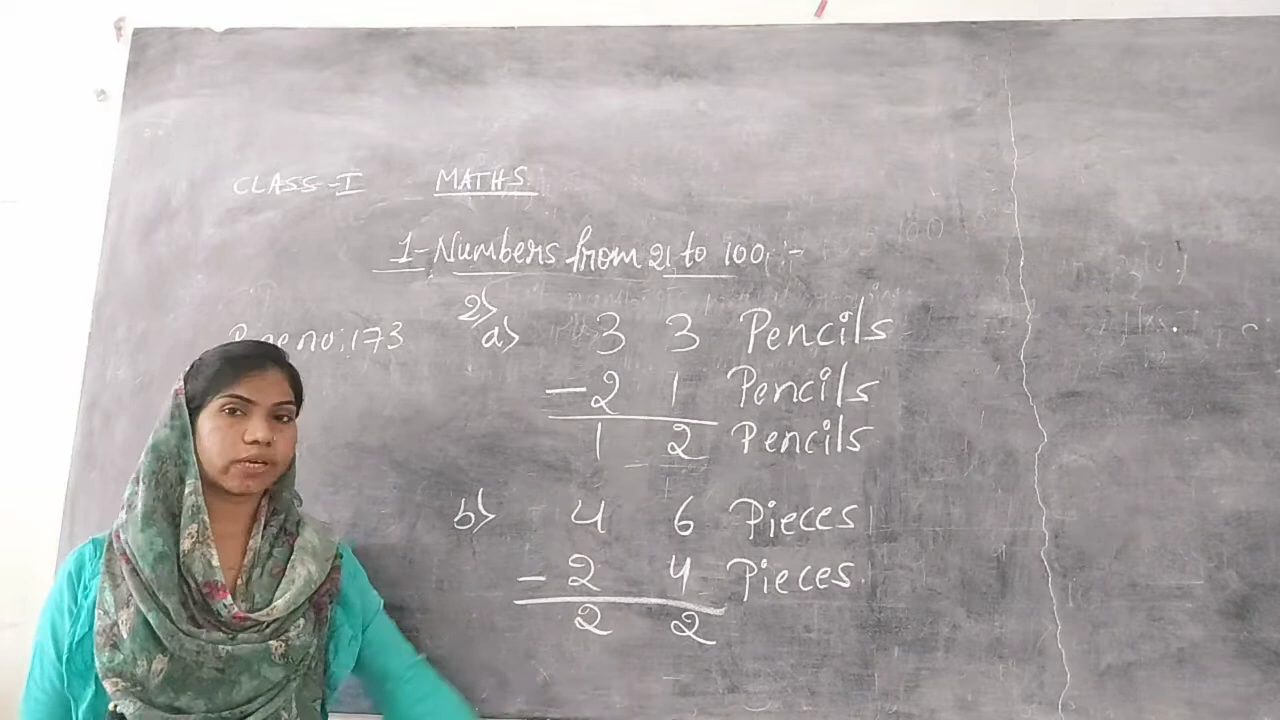 CLASS-I MATHS
1-Numbers from 21 to 100:-
2)
Page no; 173 a) 3 3 Pencils
- 2 1 Pencils
1 2 Pencils
b) 4 6 Pieces
- 2 4 Pieces
2 2